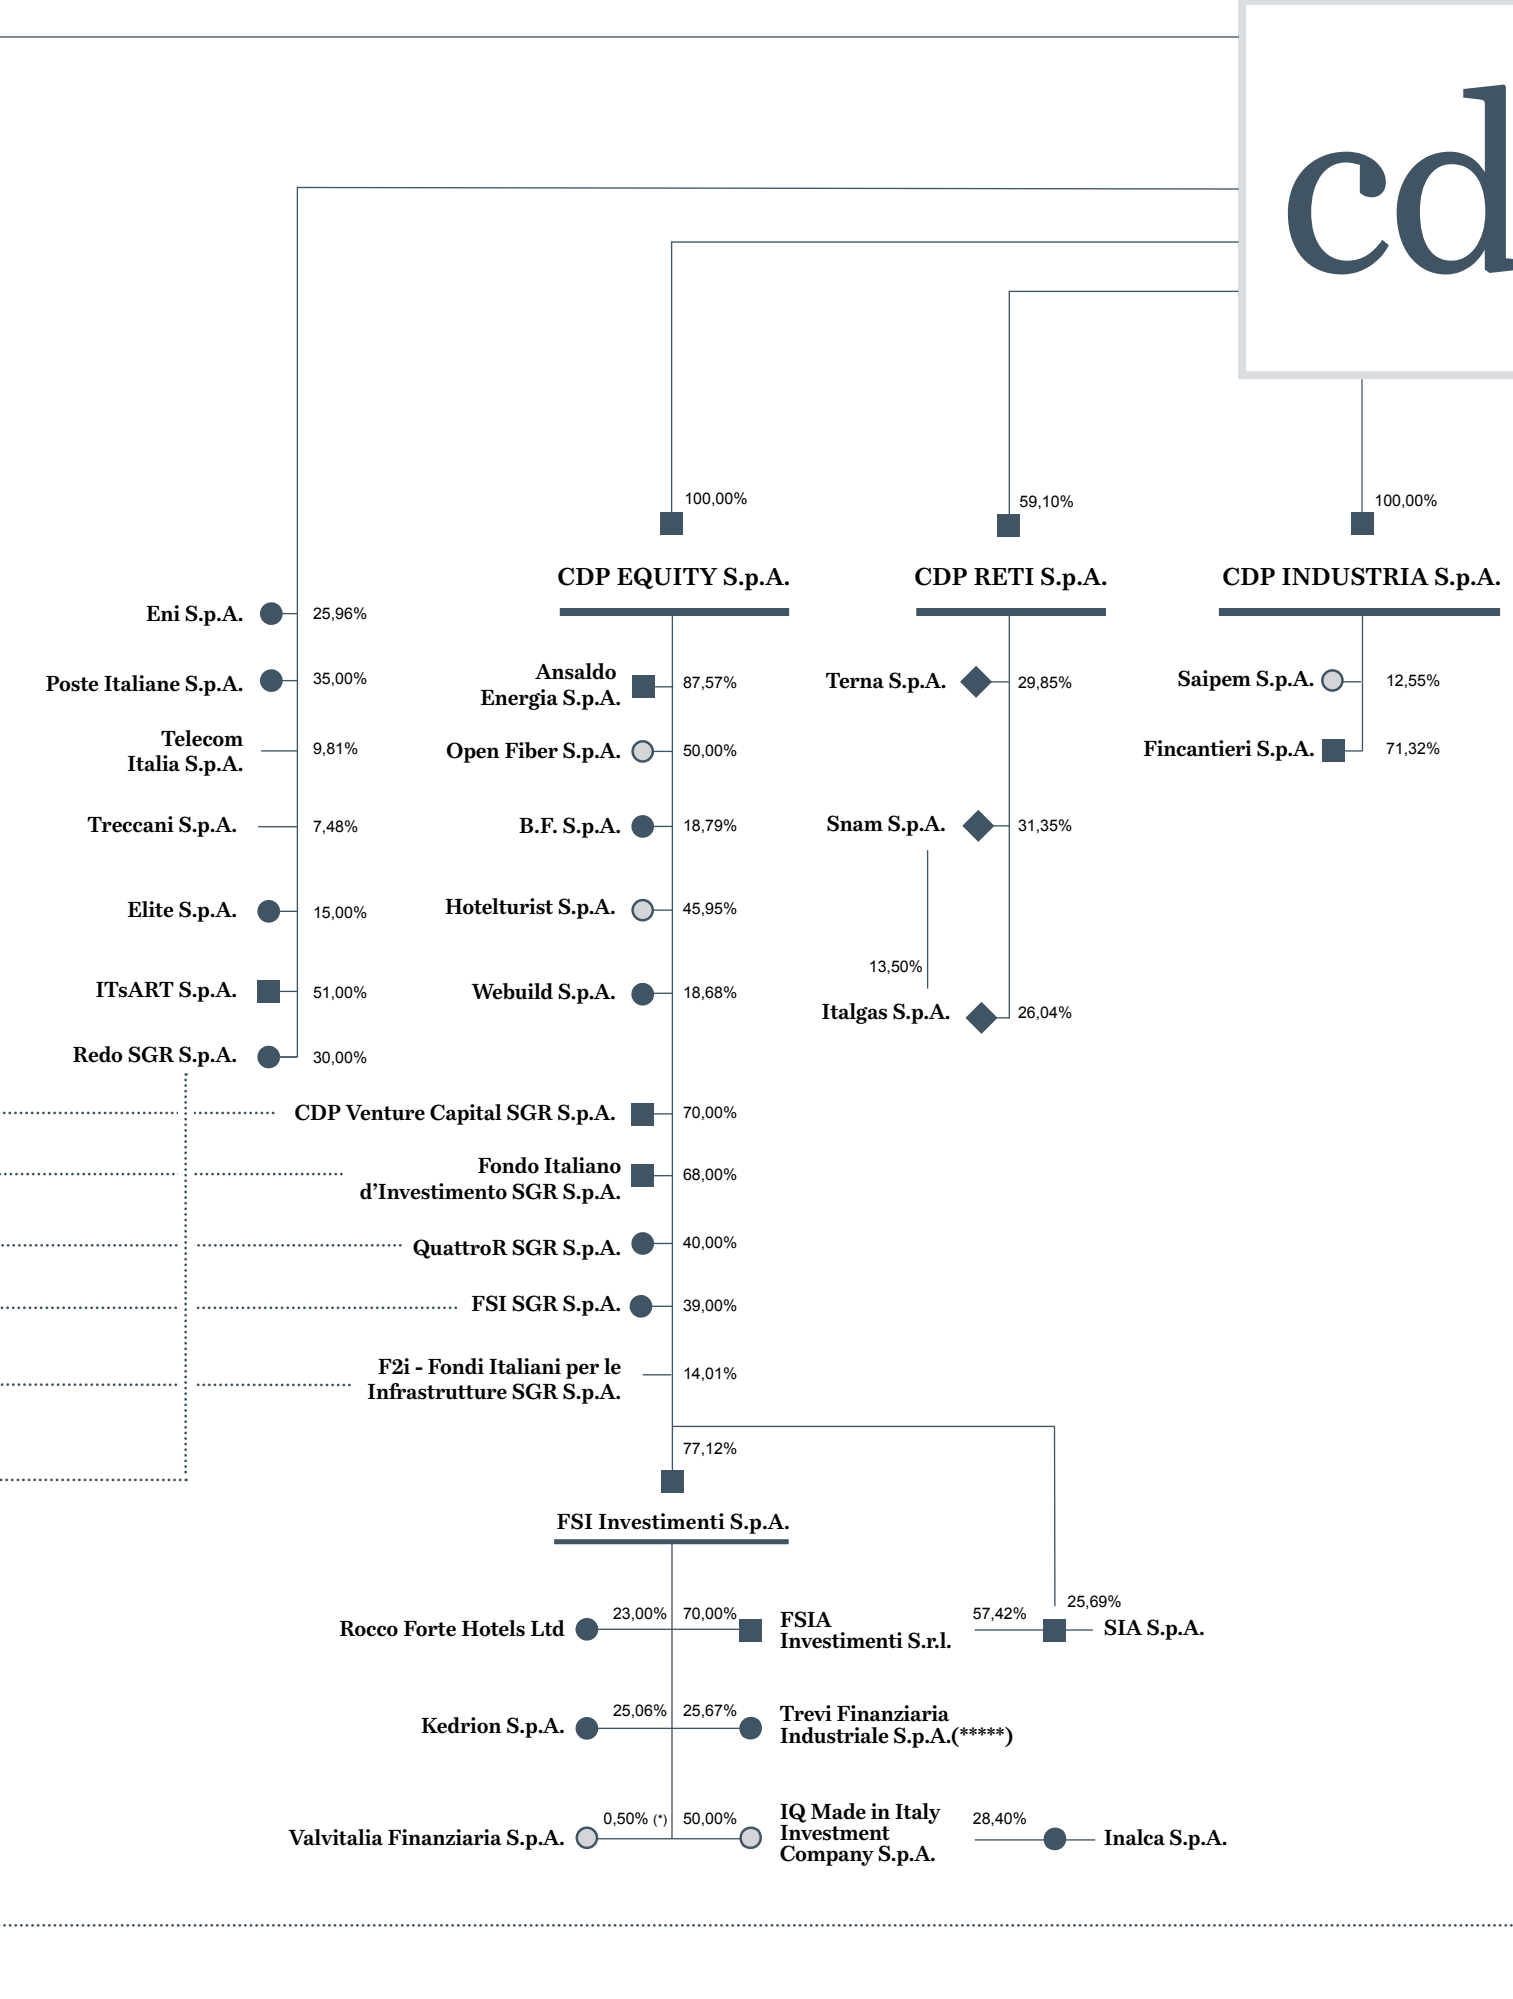 cd
100,00%
59,10%
100,00%
CDP EQUITY S.p.A.
CDP RETI S.p.A.
CDP INDUSTRIA S.p.A.
Eni S.p.A.
25,96%
Poste Italiane S.p.A.
35,00%
Telecom
Italia S.p.A.
9,81%
Treccani S.p.A.
7,48%
Elite S.p.A.
15,00%
ITsART S.p.A.
51,00%
Redo SGR S.p.A.
30,00%
Ansaldo
Energia S.p.A.
87,57%
Open Fiber S.p.A.
50,00%
B.F. S.p.A.
18,79%
Hotelturist S.p.A.
45,95%
Webuild S.p.A.
18,68%
CDP Venture Capital SGR S.p.A.
70,00%
Fondo Italiano
d’Investimento SGR S.p.A.
68,00%
QuattroR SGR S.p.A.
40,00%
FSI SGR S.p.A.
39,00%
F2i - Fondi Italiani per le
Infrastrutture SGR S.p.A.
14,01%
Terna S.p.A.
29,85%
Snam S.p.A.
31,35%
13,50%
Italgas S.p.A.
26,04%
Saipem S.p.A.
12,55%
Fincantieri S.p.A.
71,32%
77,12%
FSI Investimenti S.p.A.
Rocco Forte Hotels Ltd
23,00%
70,00%
FSIA
Investimenti S.r.l.
57,42%
25,69%
SIA S.p.A.
Kedrion S.p.A.
25,06%
25,67%
Trevi Finanziaria
Industriale S.p.A.(*****)
Valvitalia Finanziaria S.p.A.
0,50% (*)
50,00%
IQ Made in Italy
Investment
Company S.p.A.
28,40%
Inalca S.p.A.